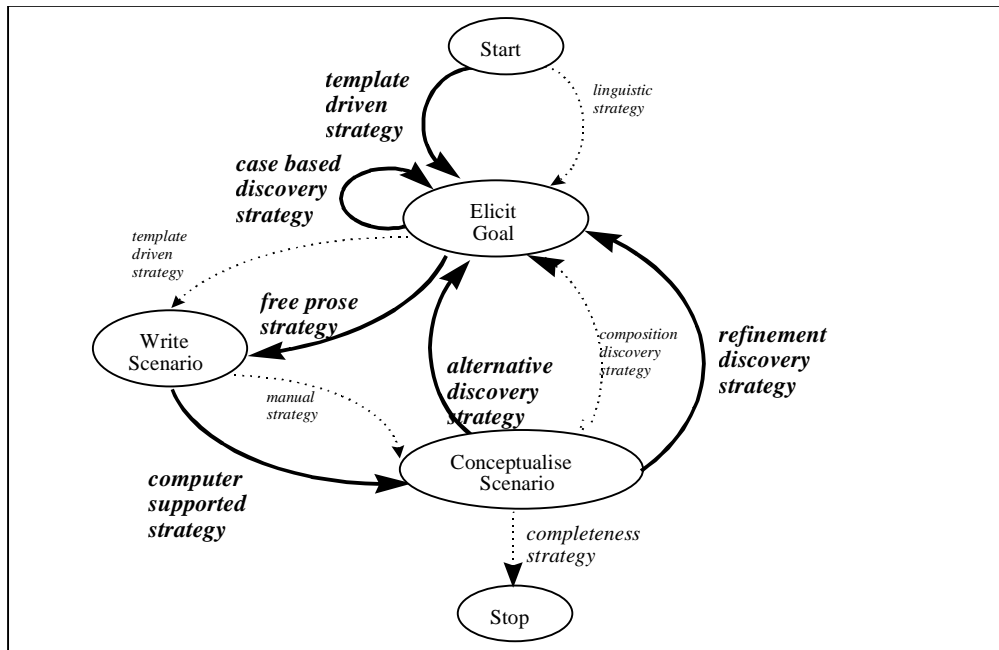 Start
template
driven
strategy
linguistic
strategy
case based
discovery
strategy
Elicit
Goal
template
driven
strategy
free prose
strategy
Write
Scenario
composition
discovery
strategy
refinement
discovery
strategy
alternative
discovery
strategy
manual
strategy
Conceptualise
Scenario
computer
supported
strategy
completeness
strategy
Stop